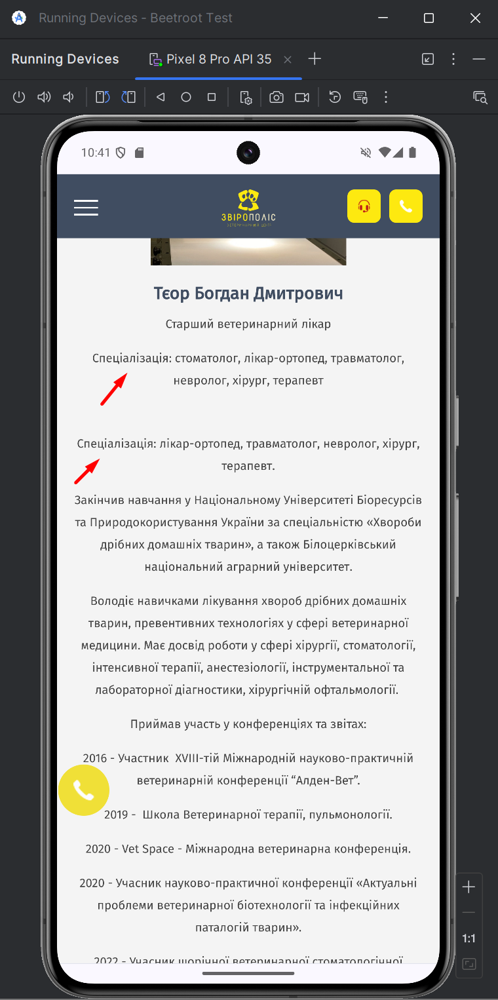 Running Devices - Beetroot Test
Running Devices
Pixel 8 Pro API 35
10:41
ЗВІРОПОЛІС
ВЕТЕРИНАРНИЙ ЦЕНТР
Тєор Богдан Дмитрович
Старший ветеринарний лікар
Спеціалізація: стоматолог, лікар-ортопед, травматолог,
невролог, хірург, терапевт
Спеціалізація: лікар-ортопед, травматолог, невролог, хірург,
терапевт.
Закінчив навчання у Національному Університеті Біоресурсів
та Природокористування України за спеціальністю «Хвороби
дрібних домашніх тварин», а також Білоцерківський
національний аграрний університет.
Володіє навичками лікування хвороб дрібних домашніх
тварин, превентивних технологіях у сфері ветеринарної
медицини. Має досвід роботи у сфері хірургії, стоматології,
інтенсивної терапії, анестезіології, інструментальної та
лабораторної діагностики, хірургічній офтальмології.
Приймав участь у конференціях та звітах:
2016 - Участник  XVIII-тій Міжнародній науково-практичній
ветеринарній конференції “Алден-Вет”.
2019 -  Школа Ветеринарної терапії, пульмонології.
2020 - Vet Space - Міжнародна ветеринарна конференція.
2020 - Учасник науково-практичної конференції «Актуальні
проблеми ветеринарної біотехнології та інфекційних
паталогій тварин».
2022 - Учасник щорічної ветеринарної стоматологічної
1:1